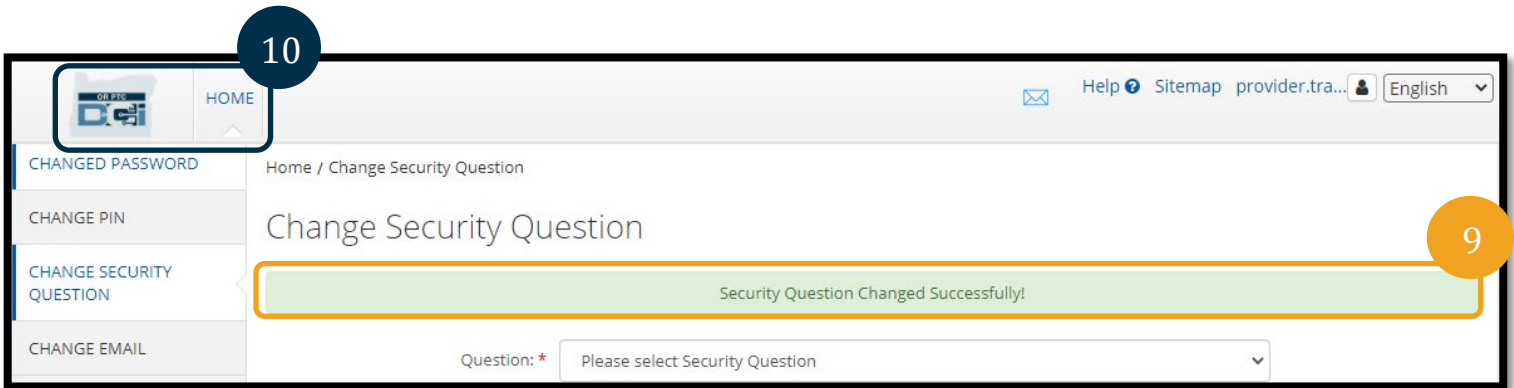 10
OR PTC
DCi
HOME
Help ? Sitemap provider.tra... English
CHANGED PASSWORD
CHANGE PIN
CHANGE SECURITY
QUESTION
CHANGE EMAIL
Home / Change Security Question
Change Security Question
9
Security Question Changed Successfully!
Question: * Please select Security Question